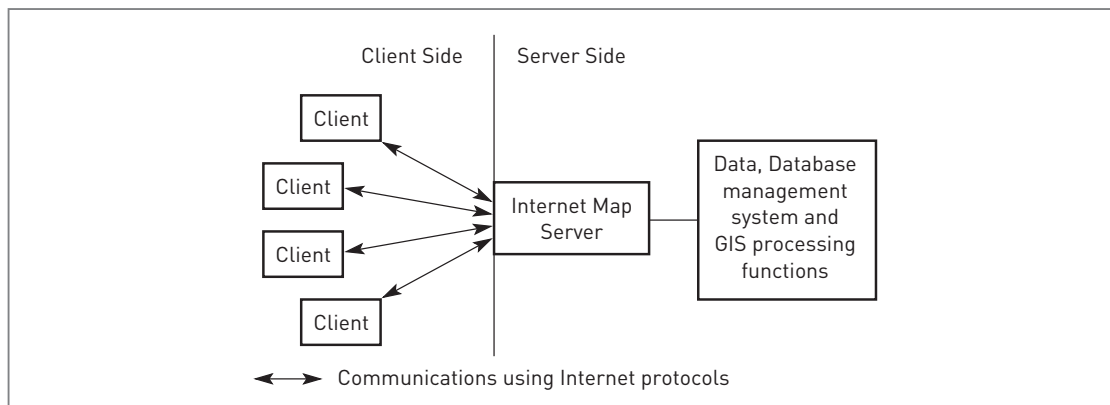 Client Side
Server Side
Client
Client
Client
Client
Internet Map
Server
Data, Database
management
system and
GIS processing
functions
Communications using Internet protocols